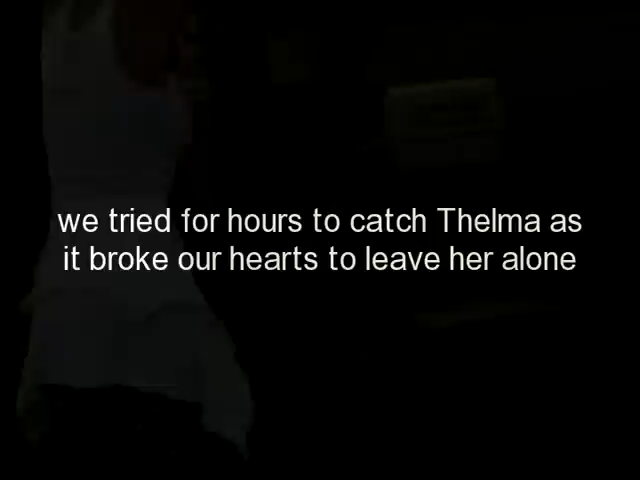 we tried for hours to catch Thelma as
it broke our hearts to leave her alone